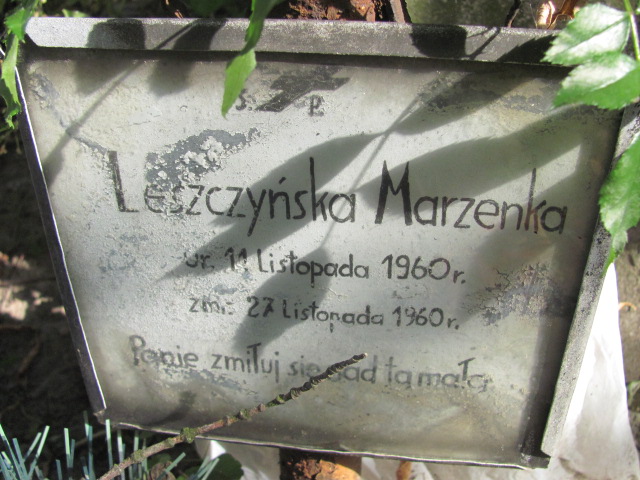 Ś. P.
Leszczyńska Marzenka
ur. 11 Listopada 1960 r.
zm. 27 Listopada 1960 r.
Panie zmiłuj się nad tą małą